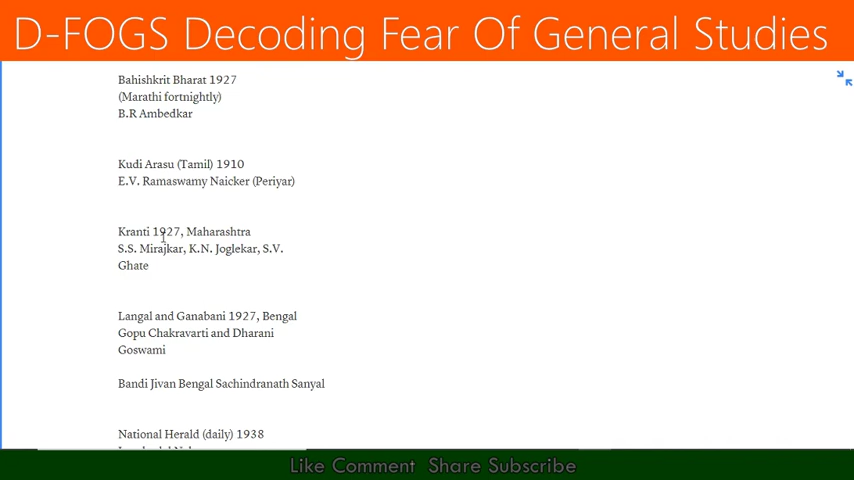 D-FOGS Decoding Fear Of General Studies
Bahishkrit Bharat 1927
(Marathi fortnightly)
B.R Ambedkar
Kudi Arasu (Tamil) 1910
E.V. Ramaswamy Naicker (Periyar)
Kranti 1927, Maharashtra
S.S. Mirajkar, K.N. Joglekar, S.V.
Ghate
Langal and Ganabani 1927, Bengal
Gopu Chakravarti and Dharani
Goswami
Bandi Jivan Bengal Sachindranath Sanyal
National Herald (daily) 1938
Like Comment Share Subscribe